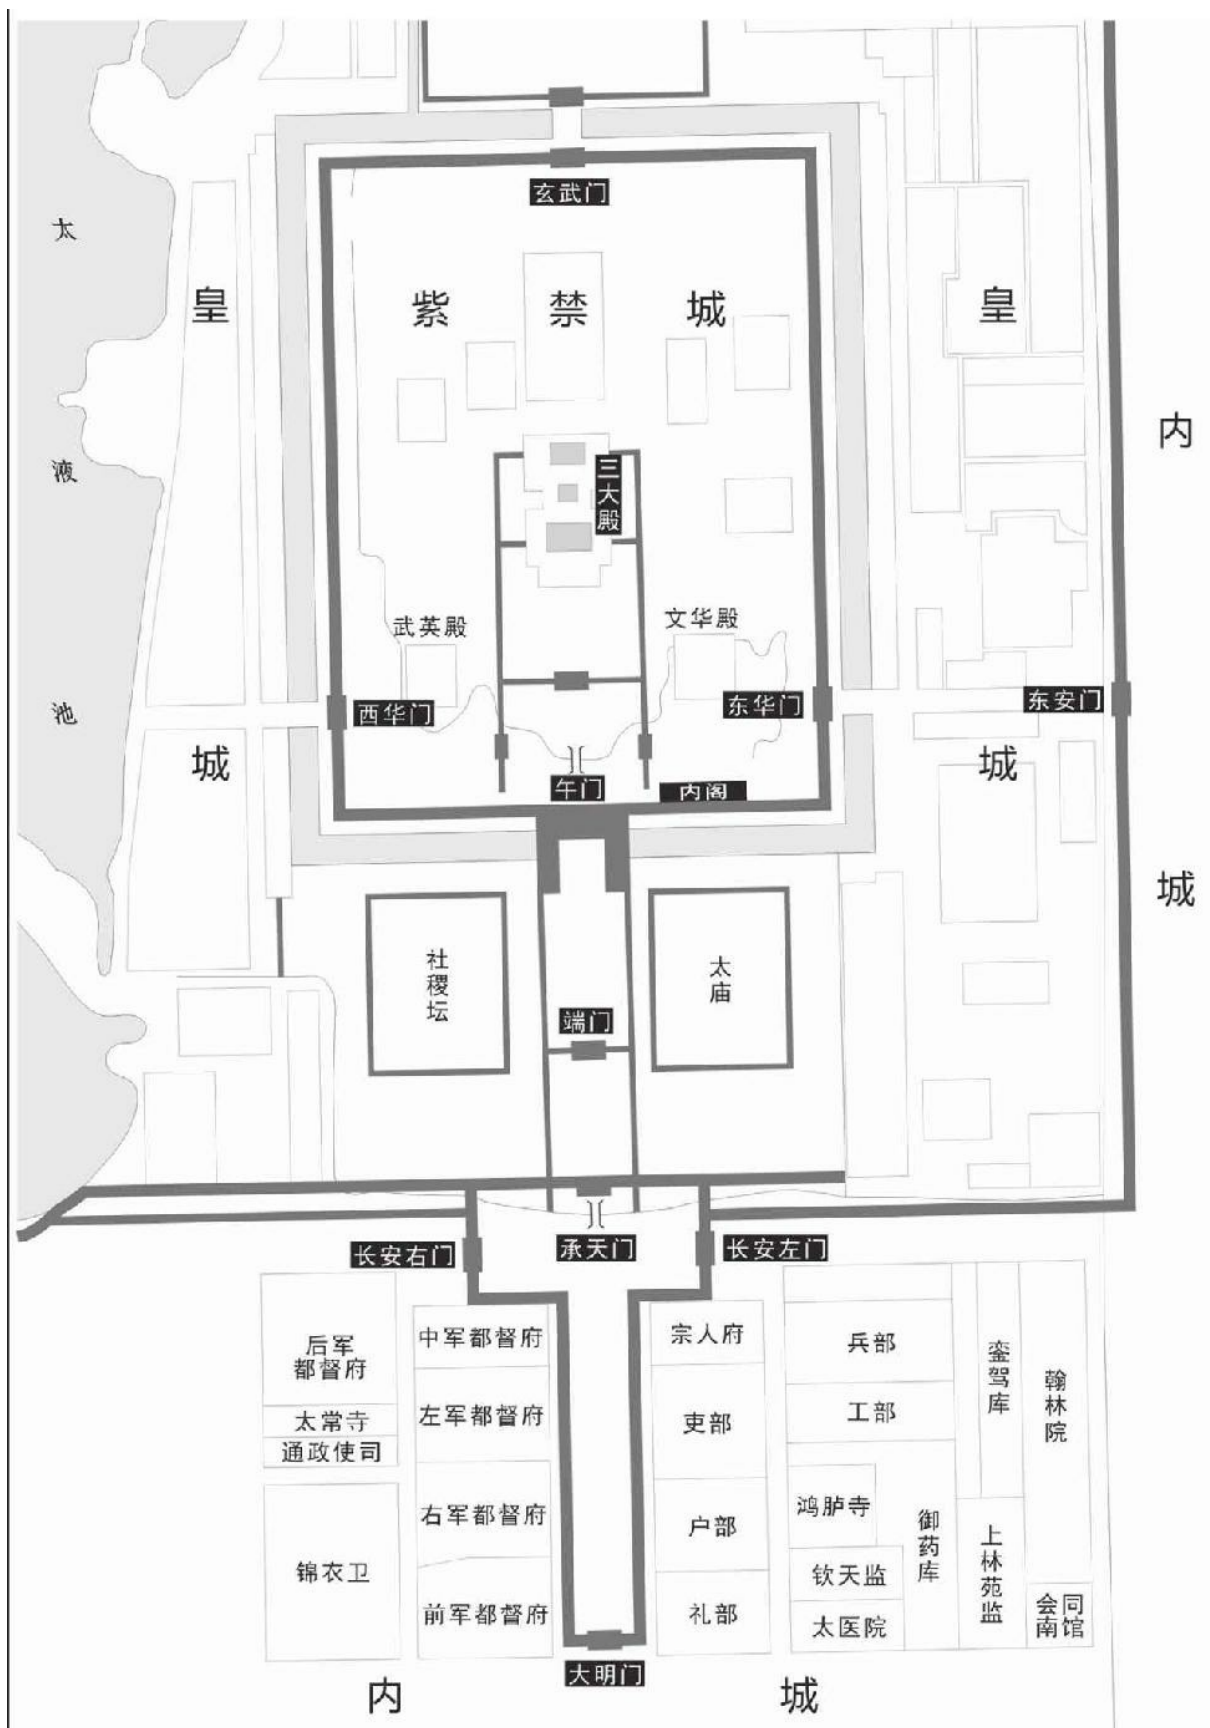 玄武门
太液池
皇城
紫禁城
皇城
内城
三大殿
武英殿
文华殿
西华门
东华门
东安门
午门
内阁
社稷坛
太庙
端门
长安右门
承天门
长安左门
后军
都督府
太常寺
通政使司
锦衣卫
中军都督府
左军都督府
右军都督府
前军都督府
宗人府
吏部
户部
礼部
兵部
工部
鸿胪寺
钦天监
太医院
御药库
銮驾库
上林苑监
翰林院
会同
南馆
大明门
内城